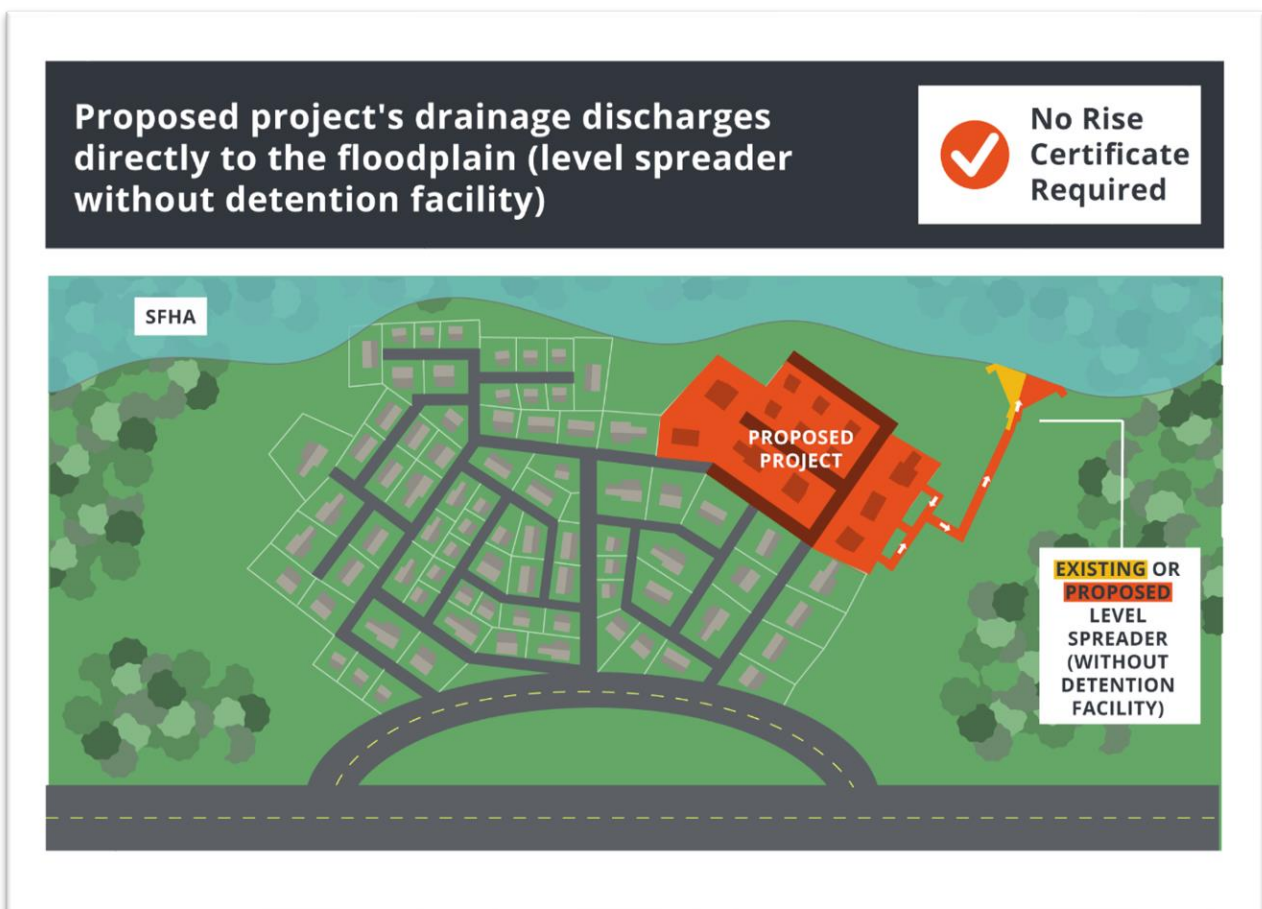 Proposed project's drainage discharges
directly to the floodplain (level spreader
without detention facility)
No Rise
Certificate
Required
SFHA
PROPOSED
PROJECT
EXISTING OR
PROPOSED
LEVEL
SPREADER
(WITHOUT
DETENTION
FACILITY)